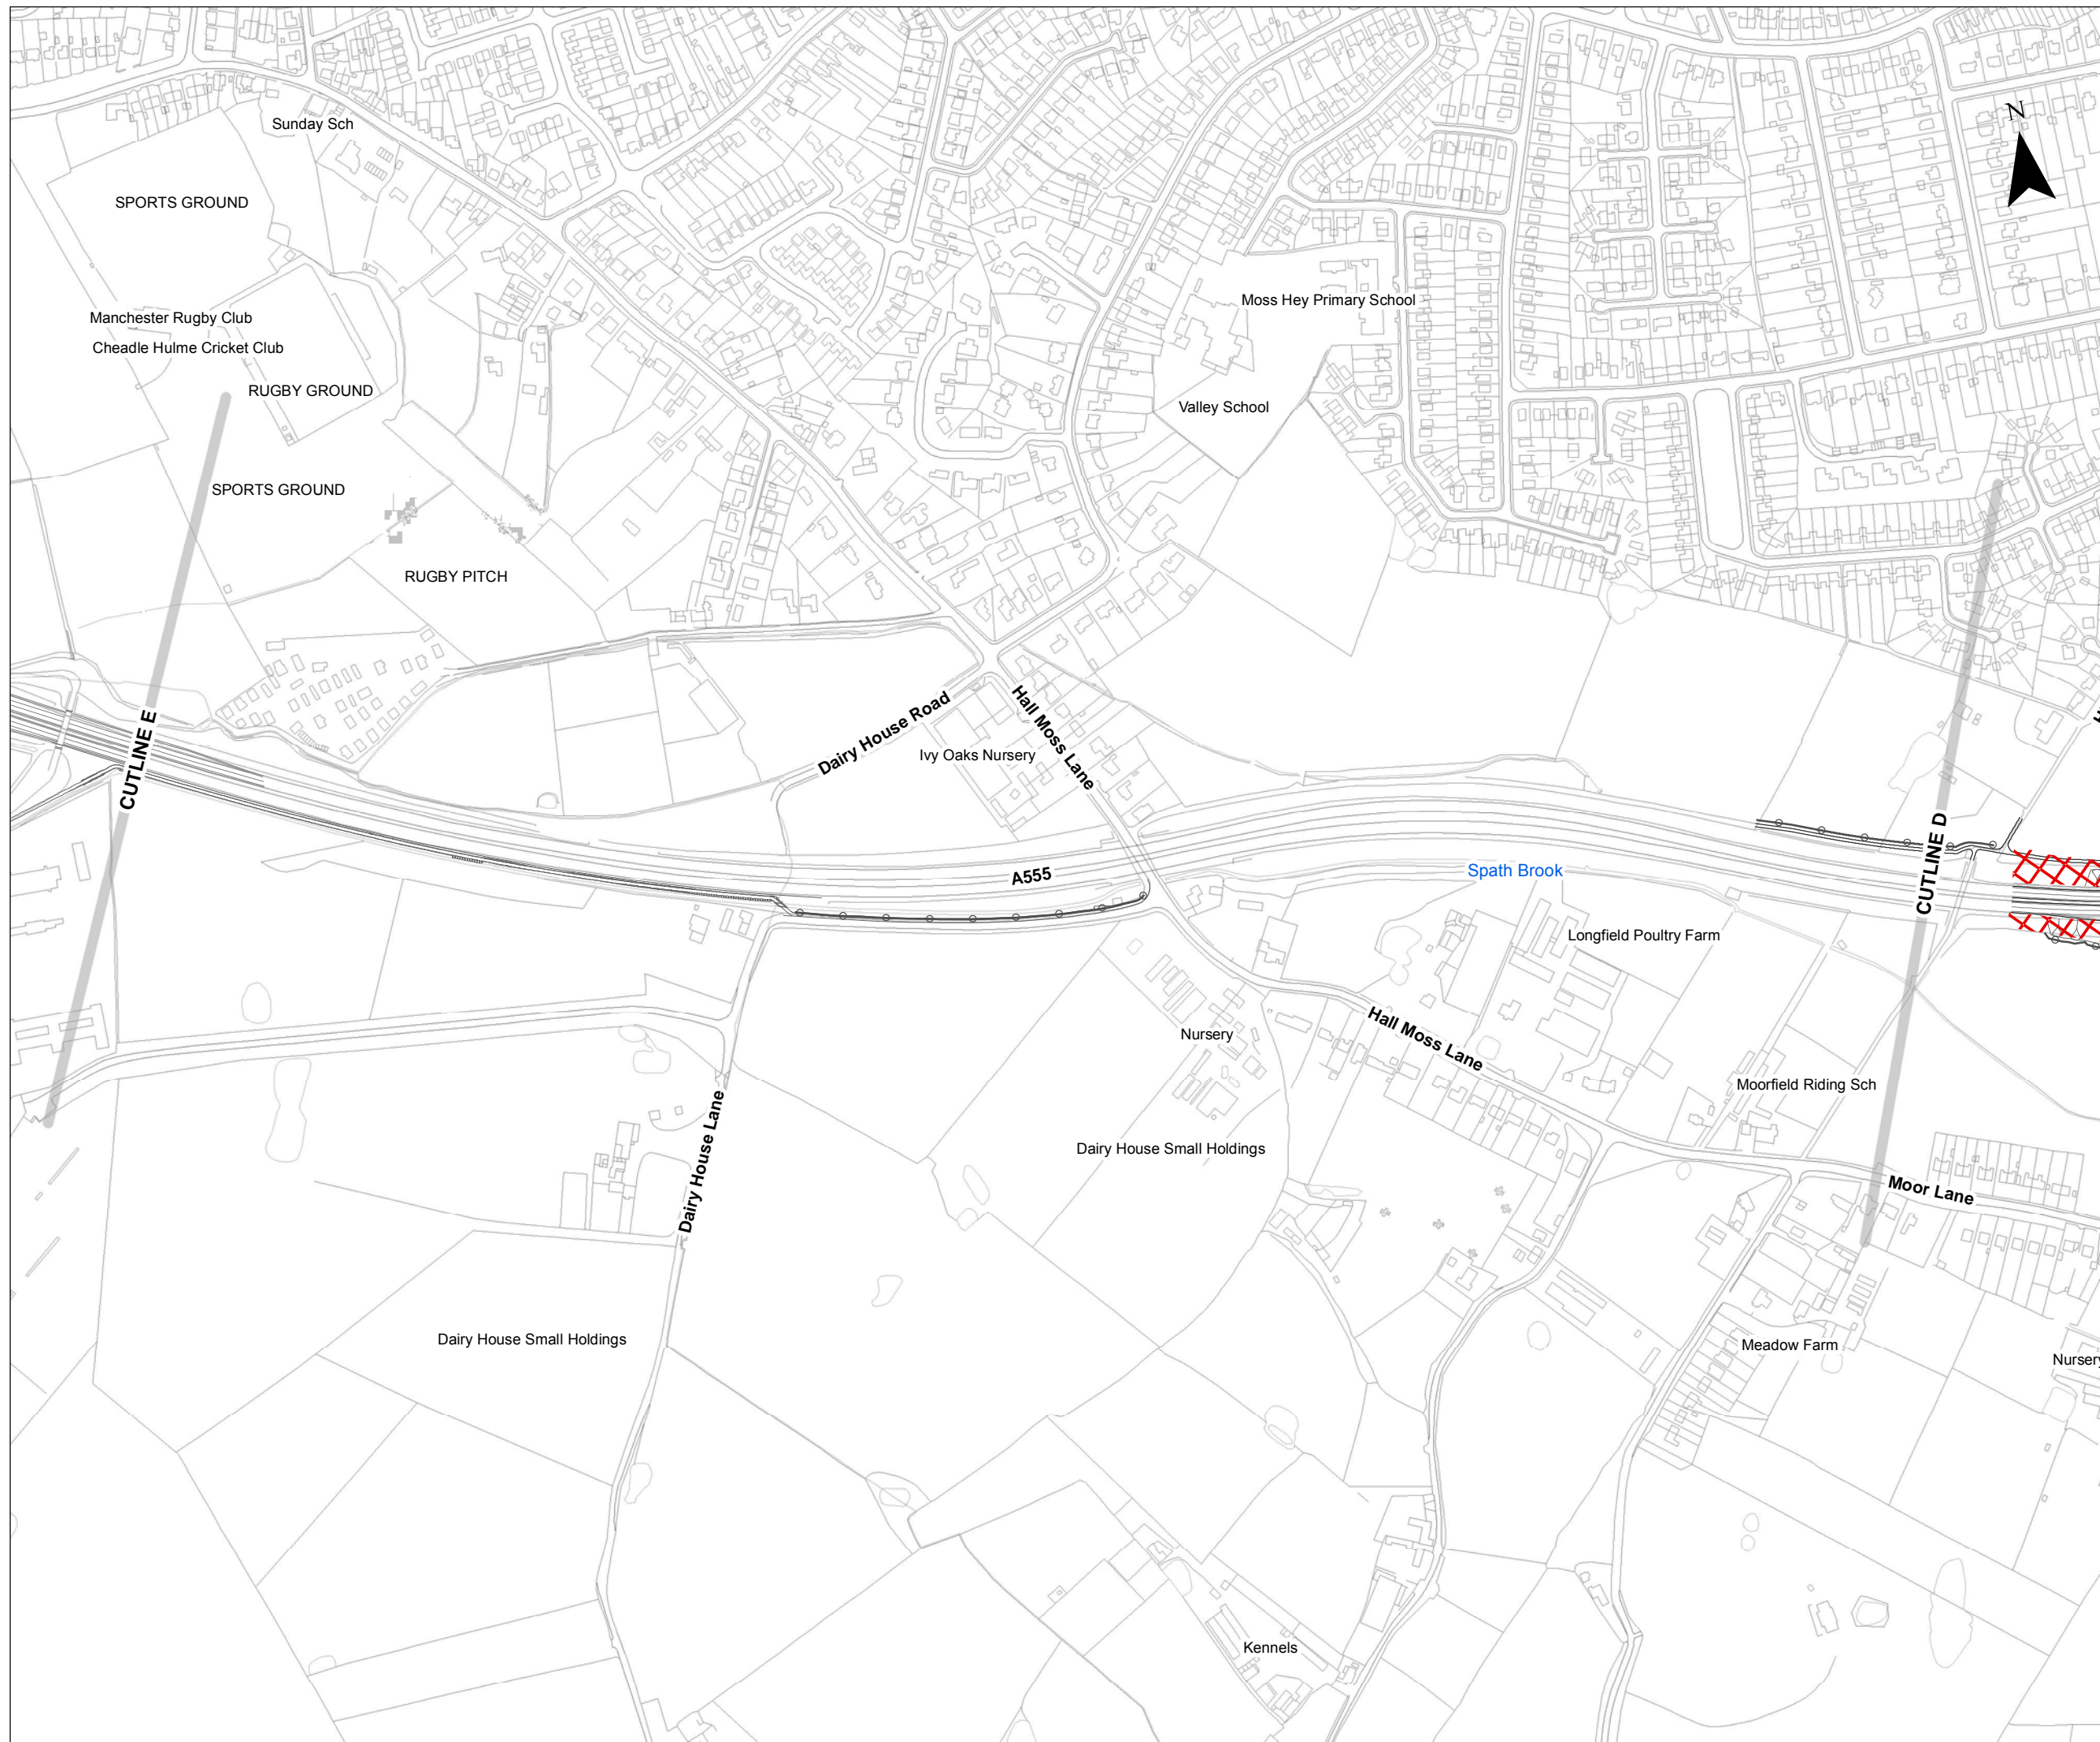 N
Sunday Sch
SPORTS GROUND
Moss Hey Primary School
Manchester Rugby Club
Cheadle Hulme Cricket Club
RUGBY GROUND
Valley School
SPORTS GROUND
RUGBY PITCH
Dairy House Road
Hall Moss Lane
Ivy Oaks Nursery
CUTLINE E
CUTLINE D
A555
Spath Brook
Longfield Poultry Farm
Nursery
Hall Moss Lane
Moorfield Riding Sch
Dairy House Lane
Dairy House Small Holdings
Moor Lane
Dairy House Small Holdings
Meadow Farm
Nursery
Kennels